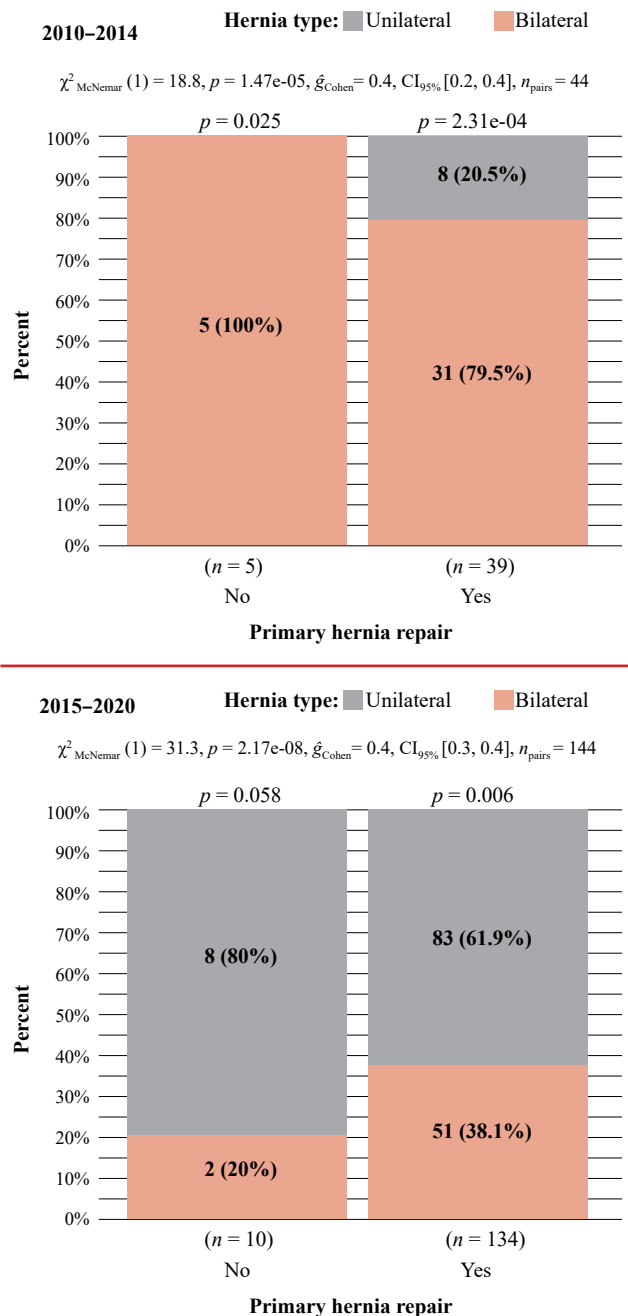 2010–2014
Hernia type: Unilateral Bilateral
χ² McNemar (1) = 18.8, p = 1.47e-05, ĝCohen = 0.4, CI95% [0.2, 0.4], npairs = 44
p = 0.025 p = 2.31e-04
100%
90%
80%
70%
60%
50%
40%
30%
20%
10%
0%
Percent
8 (20.5%)
5 (100%)
31 (79.5%)
(n = 5) (n = 39)
No Yes
Primary hernia repair
2015–2020
Hernia type: Unilateral Bilateral
χ² McNemar (1) = 31.3, p = 2.17e-08, ĝCohen = 0.4, CI95% [0.3, 0.4], npairs = 144
p = 0.058 p = 0.006
100%
90%
80%
70%
60%
50%
40%
30%
20%
10%
0%
Percent
8 (80%)
83 (61.9%)
2 (20%)
51 (38.1%)
(n = 10) (n = 134)
No Yes
Primary hernia repair